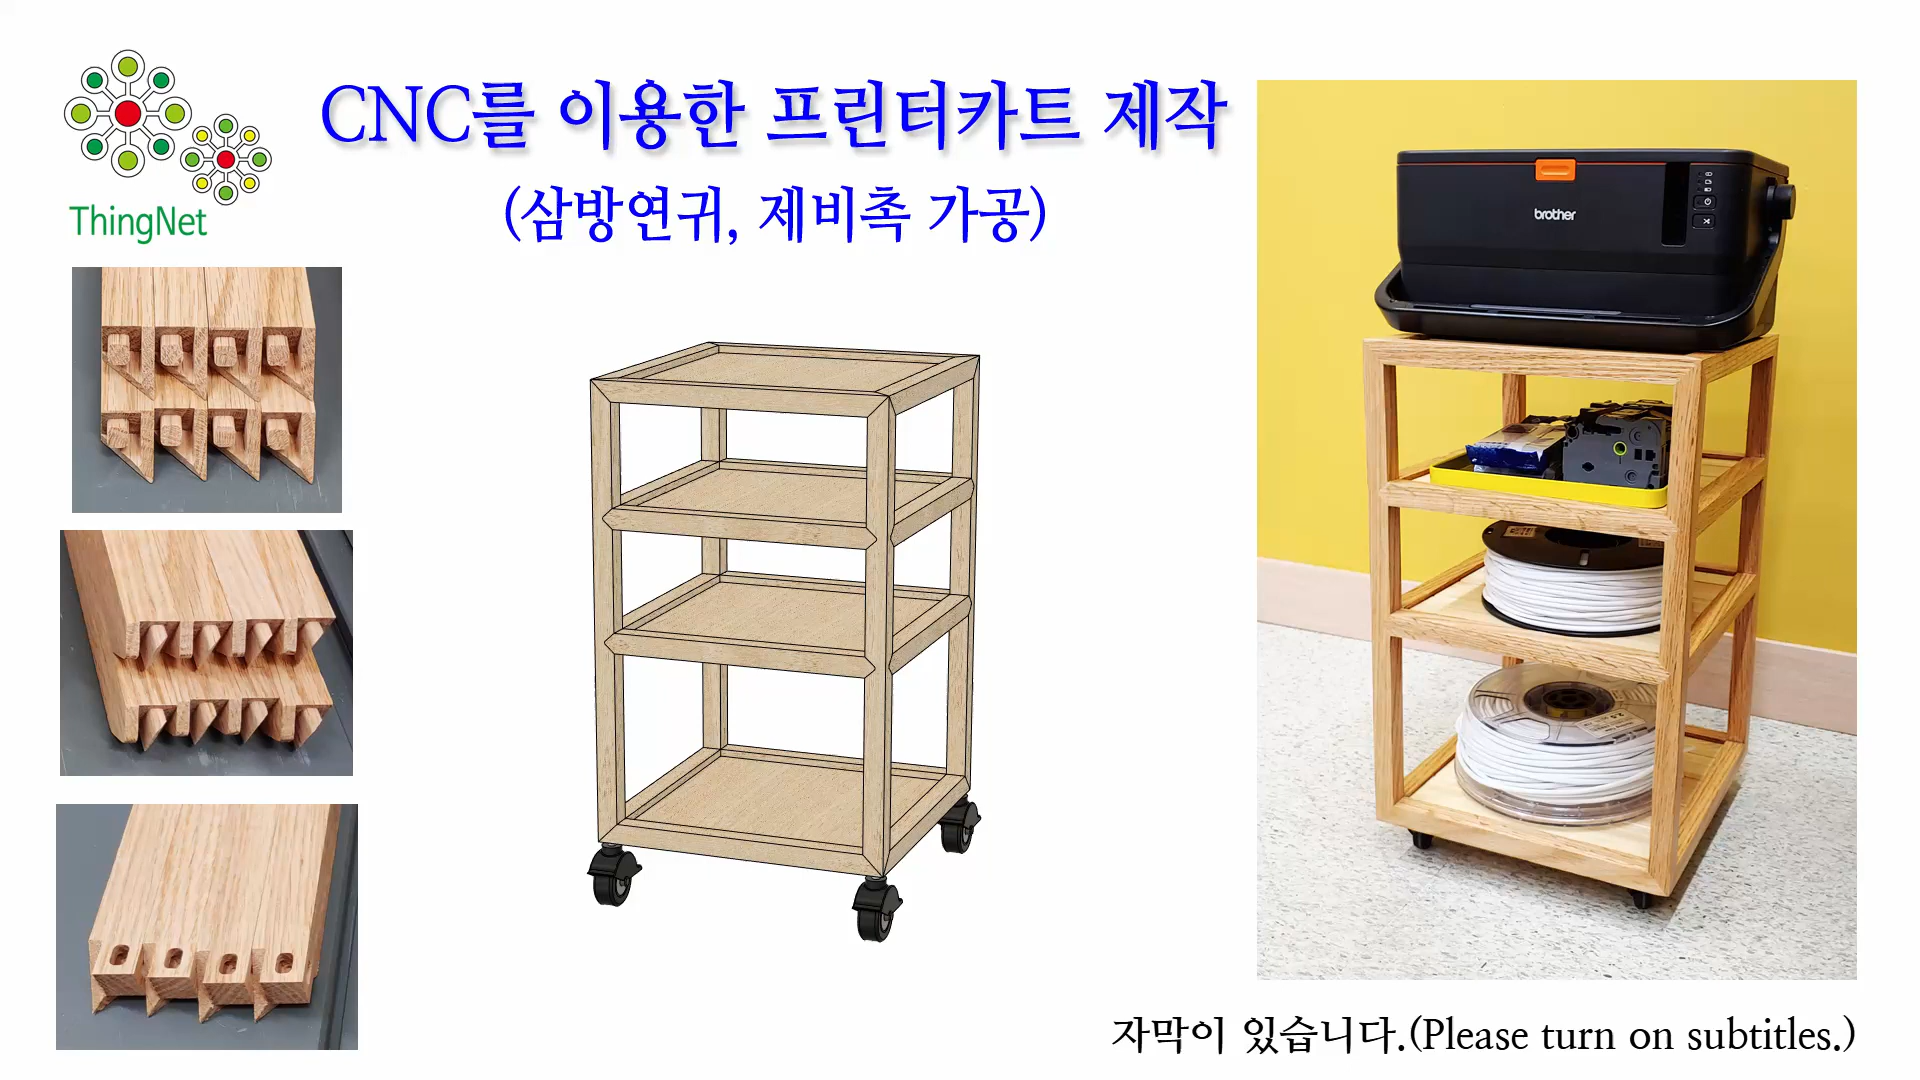 CNC를 이용한 프린터카트 제작
(삼방연귀, 제비촉 가공)
ThingNet
brother
자막이 있습니다.(Please turn on subtitles.)